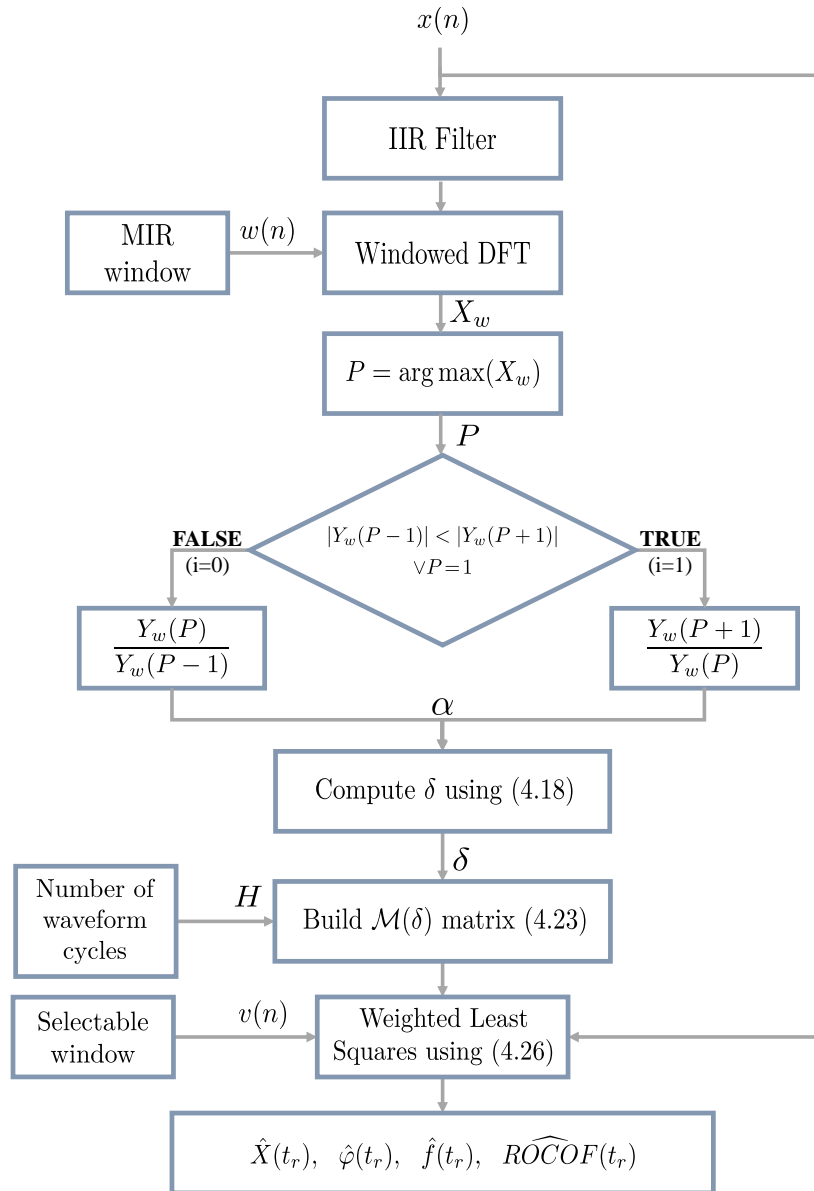 x(n)
IIR Filter
MIR
window
w(n)
Windowed DFT
X_w
P = arg max(X_w)
P
|Y_w(P − 1)| < |Y_w(P + 1)|
∨P = 1
FALSE
(i=0)
TRUE
(i=1)
Y_w(P)
Y_w(P − 1)
Y_w(P + 1)
Y_w(P)
α
Compute δ using (4.18)
δ
Number of
waveform
cycles
H
Build ℳ(δ) matrix (4.23)
Selectable
window
v(n)
Weighted Least
Squares using (4.26)
X̂(t_r), φ̂(t_r), f̂(t_r), \widehat{ROCOF}(t_r)